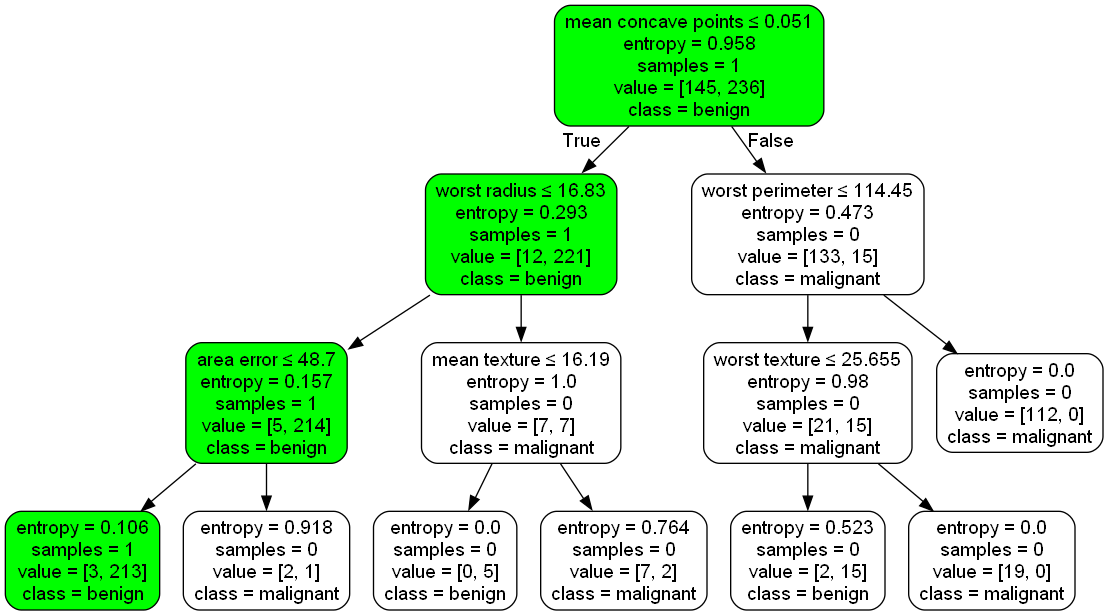 mean concave points ≤ 0.051
entropy = 0.958
samples = 1
value = [145, 236]
class = benign
True
False
worst radius ≤ 16.83
entropy = 0.293
samples = 1
value = [12, 221]
class = benign
worst perimeter ≤ 114.45
entropy = 0.473
samples = 0
value = [133, 15]
class = malignant
area error ≤ 48.7
entropy = 0.157
samples = 1
value = [5, 214]
class = benign
mean texture ≤ 16.19
entropy = 1.0
samples = 0
value = [7, 7]
class = malignant
worst texture ≤ 25.655
entropy = 0.98
samples = 0
value = [21, 15]
class = malignant
entropy = 0.0
samples = 0
value = [112, 0]
class = malignant
entropy = 0.106
samples = 1
value = [3, 213]
class = benign
entropy = 0.918
samples = 0
value = [2, 1]
class = malignant
entropy = 0.0
samples = 0
value = [0, 5]
class = benign
entropy = 0.764
samples = 0
value = [7, 2]
class = malignant
entropy = 0.523
samples = 0
value = [2, 15]
class = benign
entropy = 0.0
samples = 0
value = [19, 0]
class = malignant